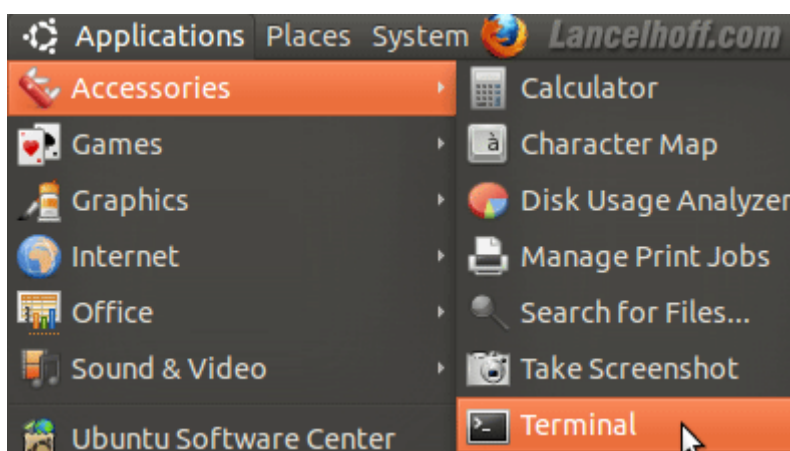 Applications Places System Lancelhoff.com
Accessories
Games
Graphics
Internet
Office
Sound & Video
Ubuntu Software Center
Calculator
Character Map
Disk Usage Analyzer
Manage Print Jobs
Search for Files...
Take Screenshot
Terminal